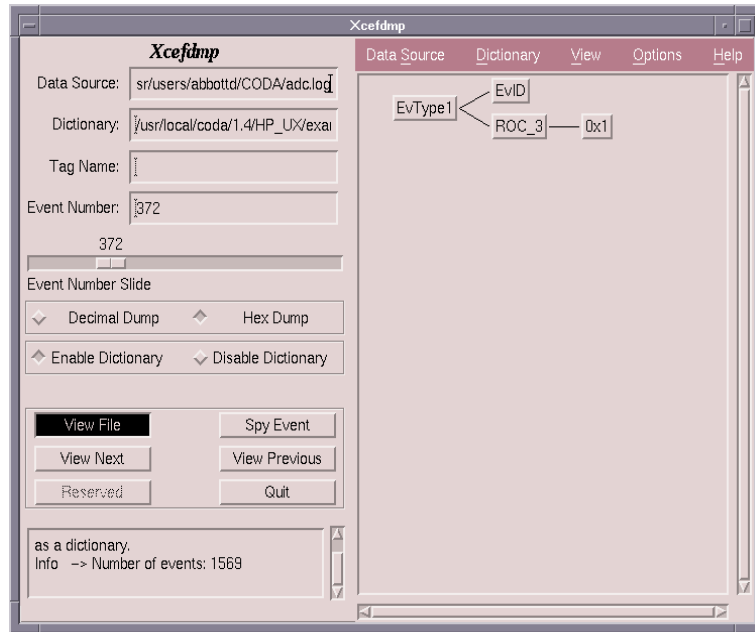 Xcefdmp
Xcefdmp
Data Source: sr/users/abbottd/CODA/adc.log
Dictionary: /usr/local/coda/1.4/HP_UX/exa
Tag Name:
Event Number: 372
372
Event Number Slide
Decimal Dump Hex Dump
Enable Dictionary Disable Dictionary
View File Spy Event
View Next View Previous
Reserved Quit
as a dictionary.
Info -> Number of events: 1569
Data Source Dictionary View Options Help
EvID
EvType1
ROC_3 0x1